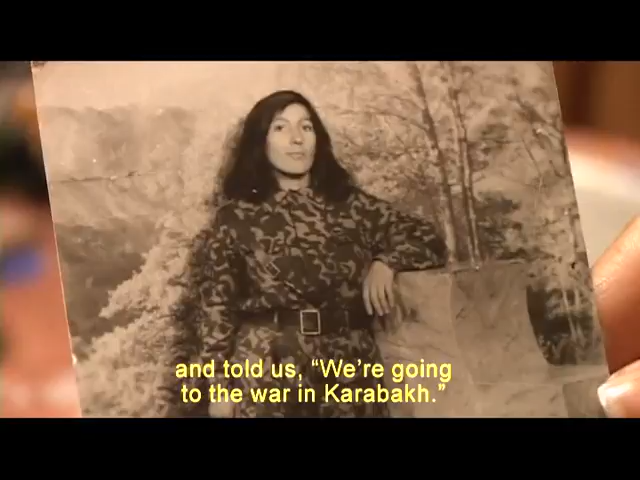 and told us, “We’re going
to the war in Karabakh.”